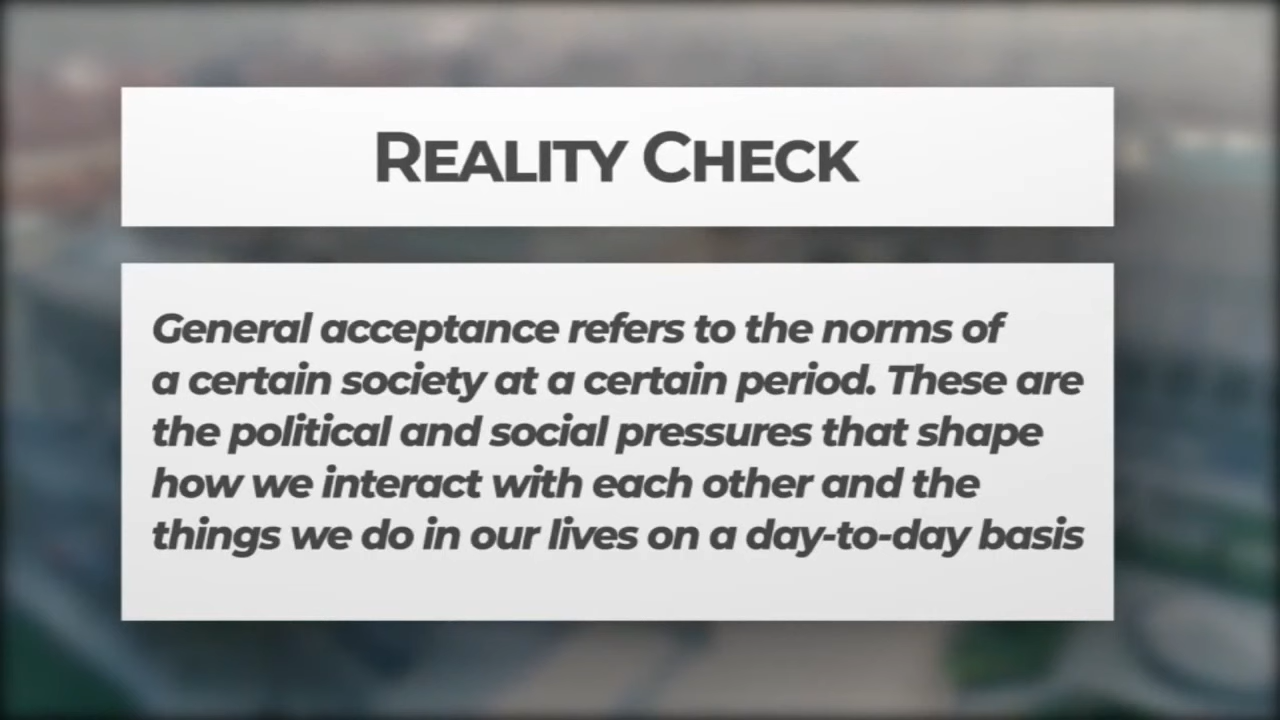 Reality Check
General acceptance refers to the norms of
a certain society at a certain period. These are
the political and social pressures that shape
how we interact with each other and the
things we do in our lives on a day-to-day basis